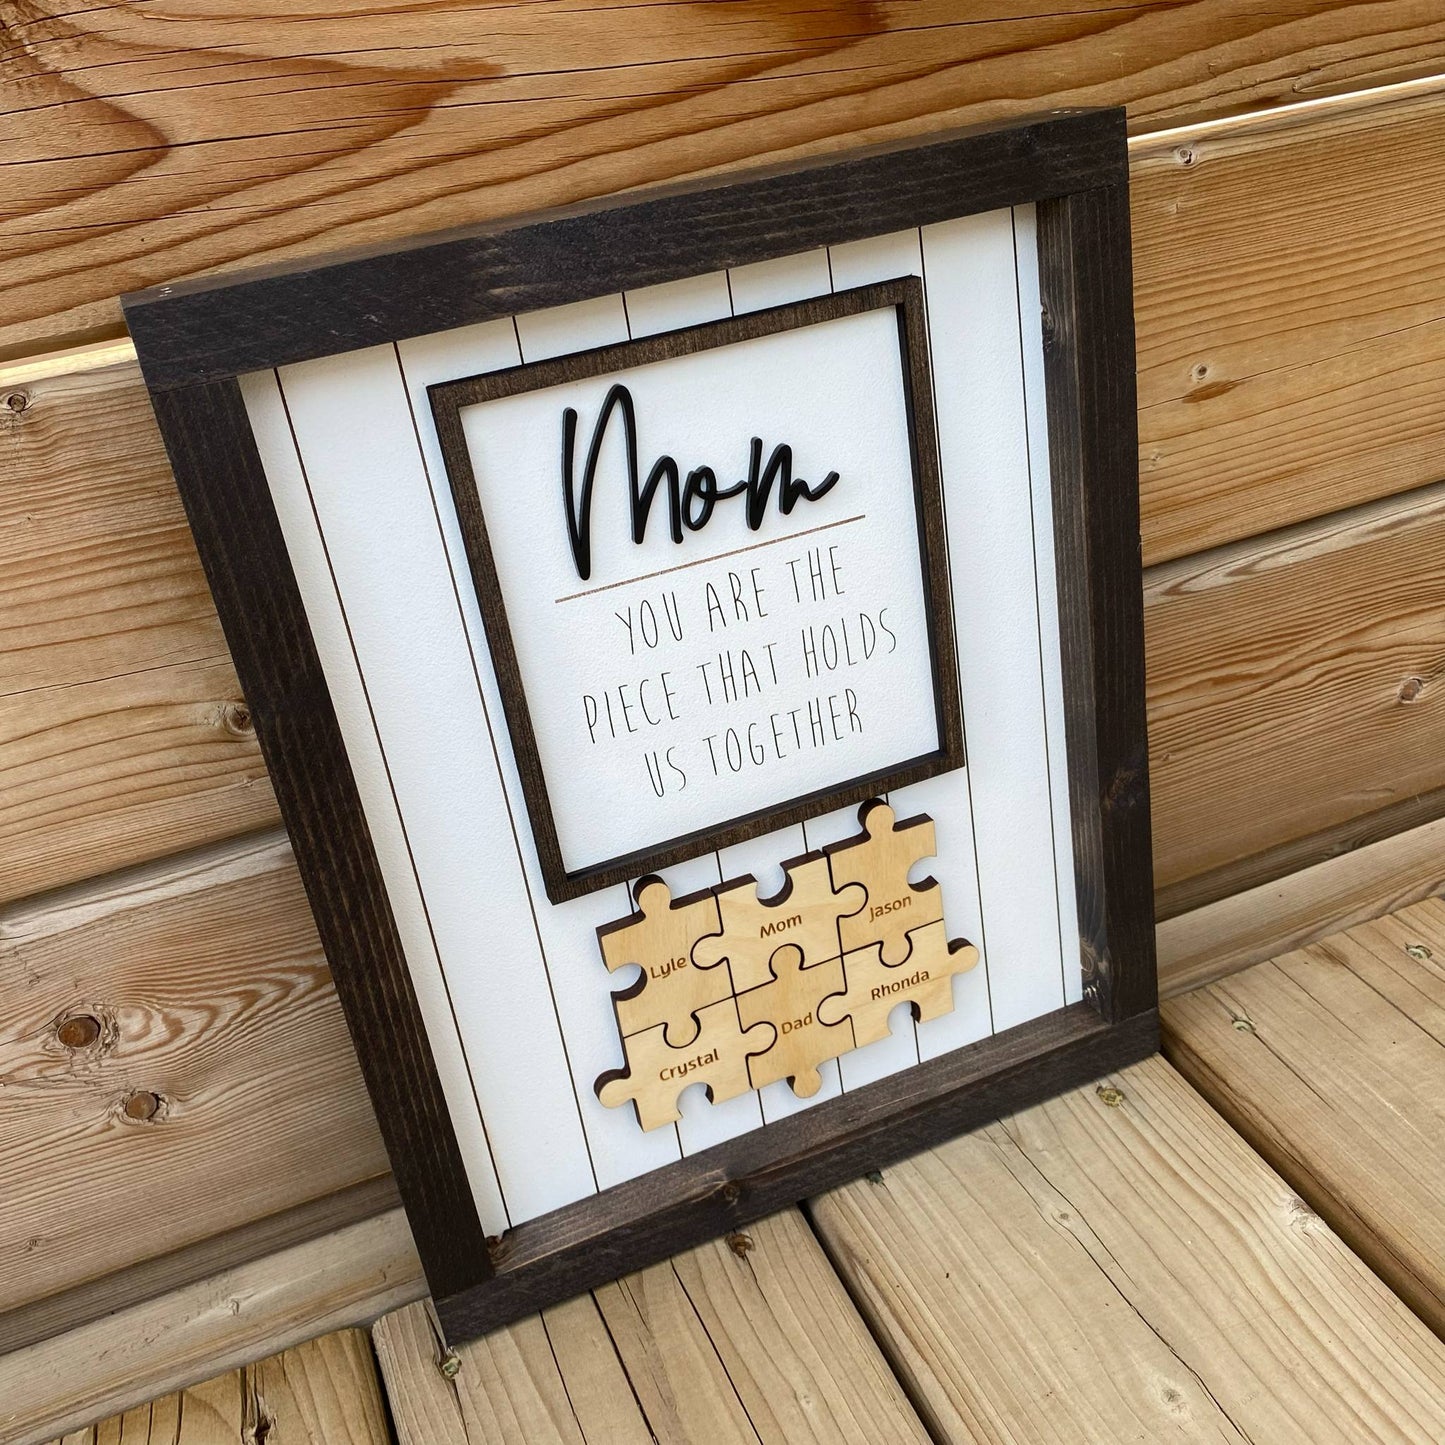 Mom
YOU ARE THE
PIECE THAT HOLDS
US TOGETHER
Lyle
Mom
Jason
Crystal
Dad
Rhonda